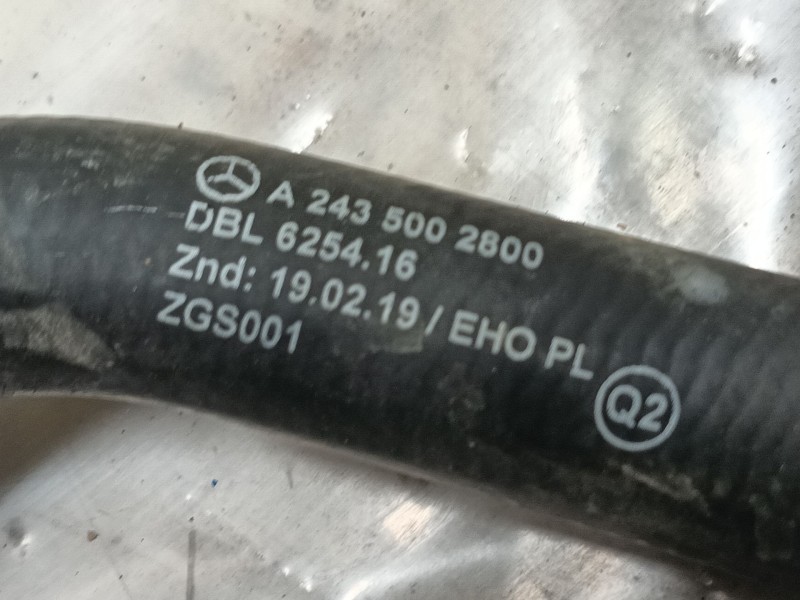 A 243 500 2800
DBL 6254.16
Znd: 19.02.19 / EHO PL
ZGS001
Q2